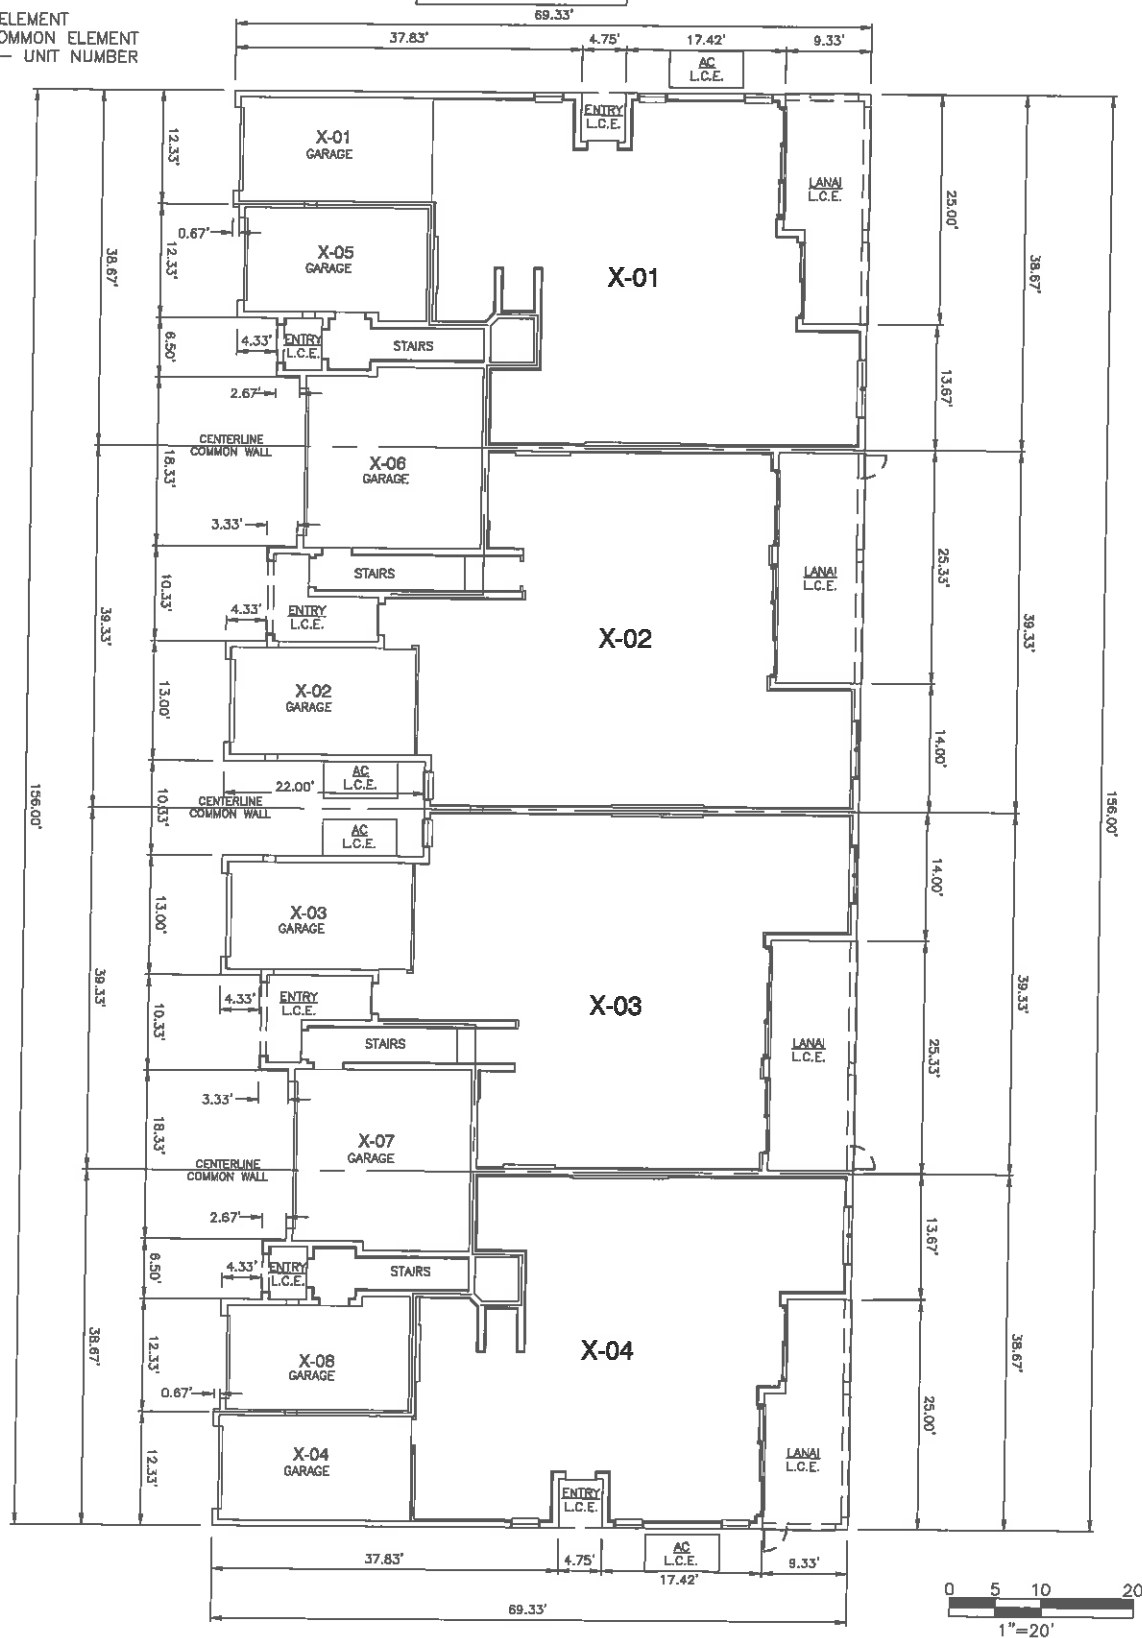 ELEMENT
COMMON ELEMENT
— UNIT NUMBER
69.33'
37.83' 4.75' 17.42' 9.33'
AC
L.C.E.
ENTRY
L.C.E.
X-01
GARAGE
12.33'
LANAI
L.C.E.
25.00'
0.67'
X-05
GARAGE
12.33'
38.67'
X-01
38.67'
4.33'
ENTRY
L.C.E.
STAIRS
6.50'
2.67'
13.67'
CENTERLINE
COMMON WALL
18.33'
X-06
GARAGE
3.33'
STAIRS
LANAI
L.C.E.
25.33'
10.33'
4.33'
ENTRY
L.C.E.
39.33'
X-02
39.33'
X-02
GARAGE
13.00'
14.00'
AC
L.C.E.
22.00'
156.00'
10.33'
CENTERLINE
COMMON WALL
156.00'
AC
L.C.E.
14.00'
X-03
GARAGE
13.00'
39.33'
39.33'
4.33'
ENTRY
L.C.E.
X-03
10.33'
STAIRS
LANAI
L.C.E.
25.33'
3.33'
18.33'
X-07
GARAGE
CENTERLINE
COMMON WALL
2.67'
13.67'
4.33'
ENTRY
L.C.E.
STAIRS
6.50'
X-08
GARAGE
12.33'
38.67'
X-04
38.67'
0.67'
25.00'
X-04
GARAGE
12.33'
LANAI
L.C.E.
ENTRY
L.C.E.
AC
L.C.E.
37.83' 4.75' 17.42' 9.33'
69.33'
0 5 10 20
1"=20'